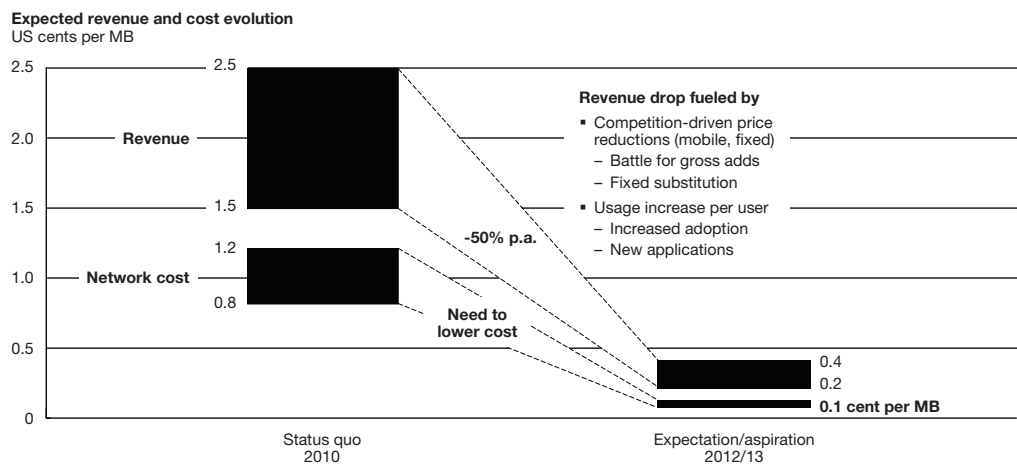 Expected revenue and cost evolution
US cents per MB
2.5
2.0
1.5
1.0
0.5
0
Revenue
2.5
1.5
Network cost
1.2
0.8
-50% p.a.
Need to
lower cost
Revenue drop fueled by
▪ Competition-driven price
reductions (mobile, fixed)
– Battle for gross adds
– Fixed substitution
▪ Usage increase per user
– Increased adoption
– New applications
0.4
0.2
0.1 cent per MB
Status quo
2010
Expectation/aspiration
2012/13